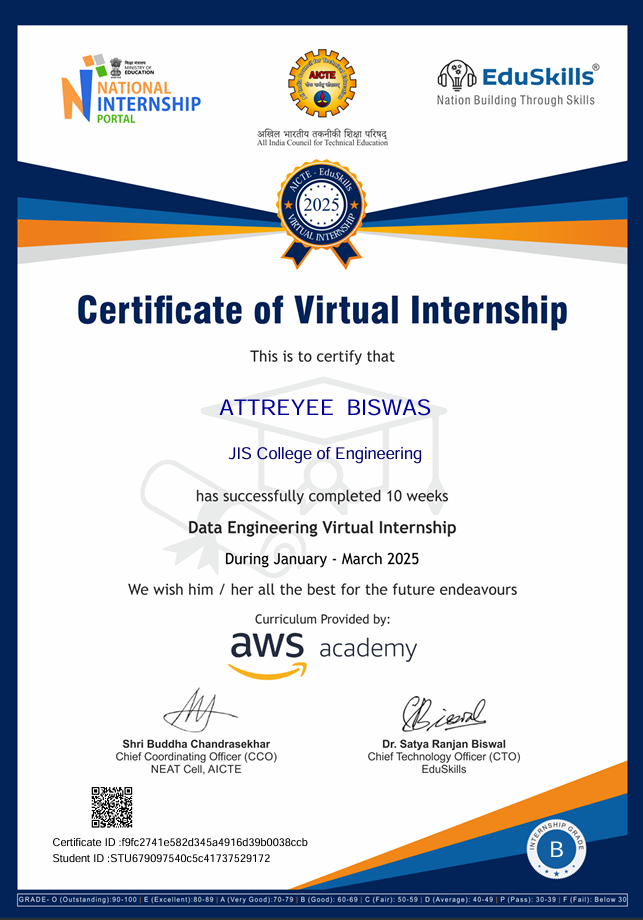 शिक्षा मंत्रालय
MINISTRY OF
EDUCATION
NATIONAL
INTERNSHIP
PORTAL
All India Council for Technical Education
AICTE
EduSkills®
Nation Building Through Skills
अखिल भारतीय तकनीकी शिक्षा परिषद्
All India Council for Technical Education
AICTE - EduSkills
2025
VIRTUAL INTERNSHIP
Certificate of Virtual Internship
This is to certify that
ATTREYEE BISWAS
JIS College of Engineering
has successfully completed 10 weeks
Data Engineering Virtual Internship
During January - March 2025
We wish him / her all the best for the future endeavours
Curriculum Provided by:
aws academy
Shri Buddha Chandrasekhar
Chief Coordinating Officer (CCO)
NEAT Cell, AICTE
Dr. Satya Ranjan Biswal
Chief Technology Officer (CTO)
EduSkills
Certificate ID :f9fc2741e582d345a4916d39b0038ccb
Student ID :STU679097540c5c41737529172
INTERNSHIP GRADE
B
GRADE- O (Outstanding):90-100 | E (Excellent):80-89 | A (Very Good):70-79 | B (Good): 60-69 | C (Fair): 50-59 | D (Average): 40-49 | P (Pass): 30-39 | F (Fail): Below 30